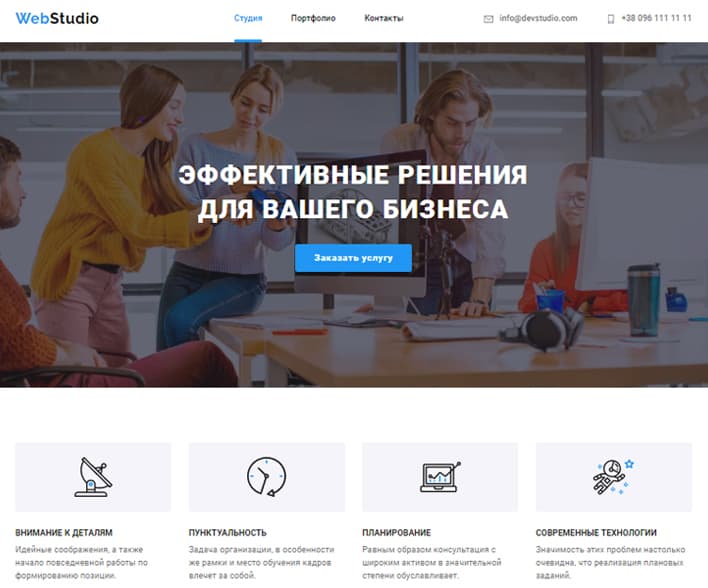 WebStudio
Студия Портфолио Контакты info@devstudio.com +38 096 111 11 11
ЭФФЕКТИВНЫЕ РЕШЕНИЯ
ДЛЯ ВАШЕГО БИЗНЕСА
Заказать услугу
ВНИМАНИЕ К ДЕТАЛЯМ
Идейные соображения, а также
начало повседневной работы по
формированию позиции.
ПУНКТУАЛЬНОСТЬ
Задача организации, в особенности
же рамки и место обучения кадров
влечет за собой.
ПЛАНИРОВАНИЕ
Равным образом консультация с
широким активом в значительной
степени обуславливает.
СОВРЕМЕННЫЕ ТЕХНОЛОГИИ
Значимость этих проблем настолько
очевидна, что реализация плановых
заданий.